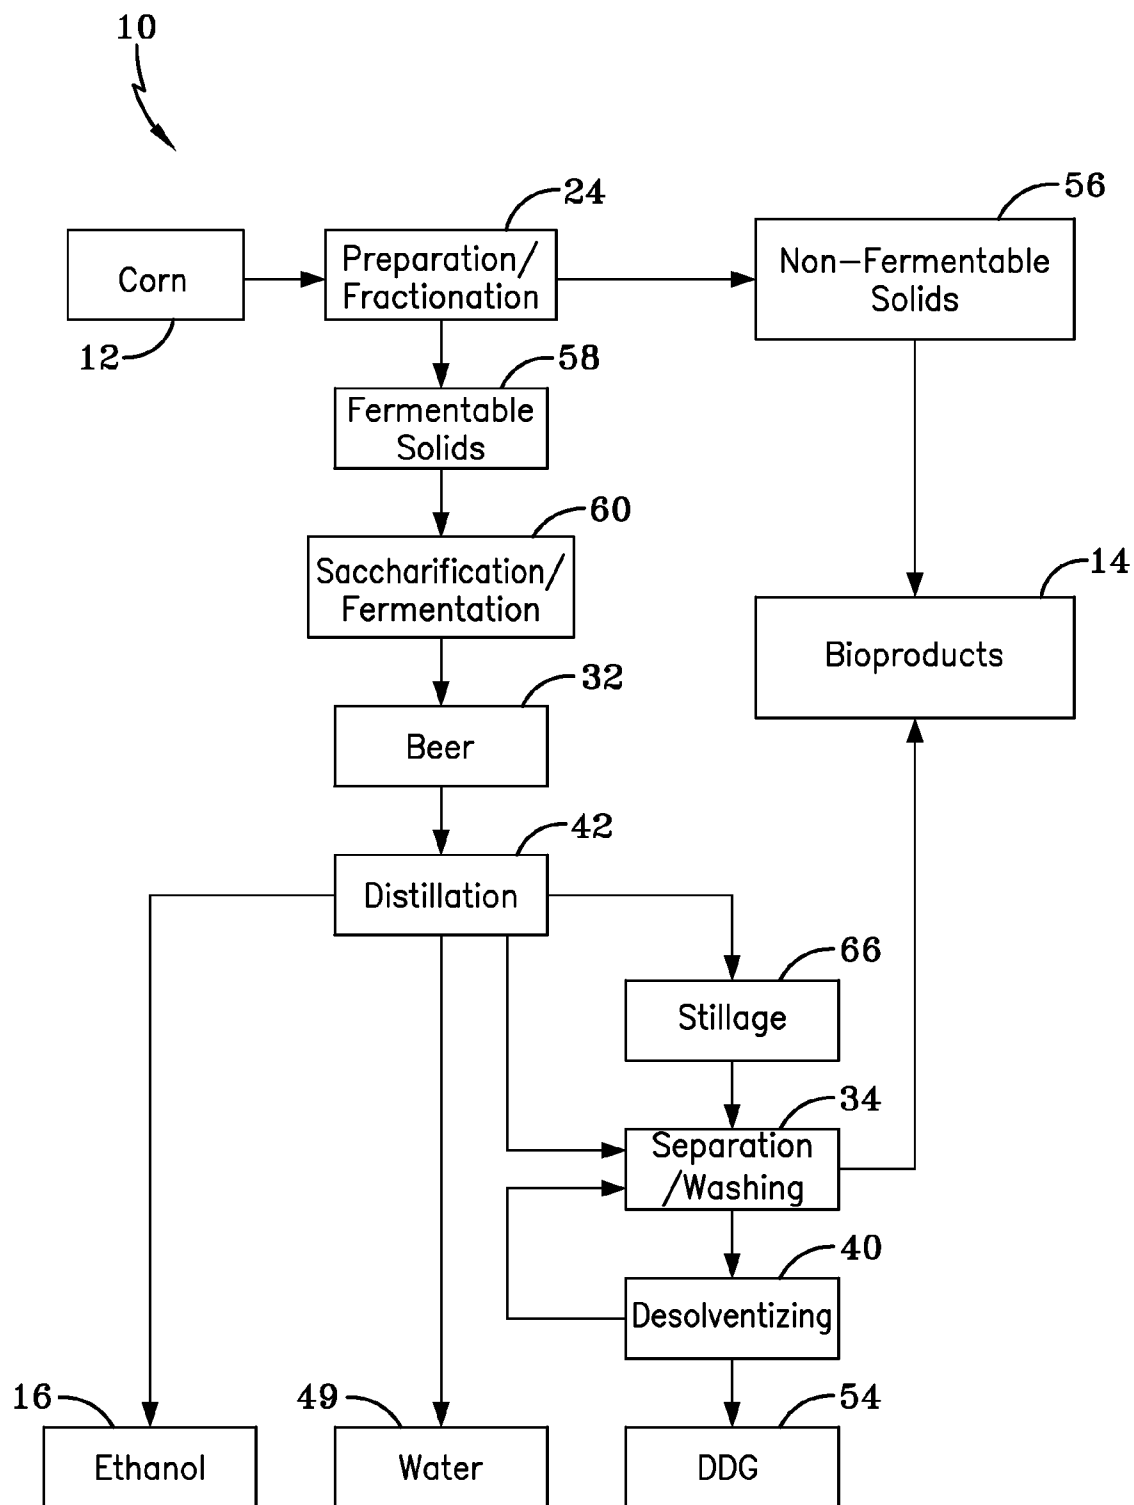 10
24
56
Corn
Preparation/
Fractionation
Non-Fermentable
Solids
12
58
Fermentable
Solids
60
Saccharification/
Fermentation
14
Bioproducts
32
Beer
42
Distillation
66
Stillage
34
Separation
/Washing
40
Desolventizing
16
49
54
Ethanol
Water
DDG